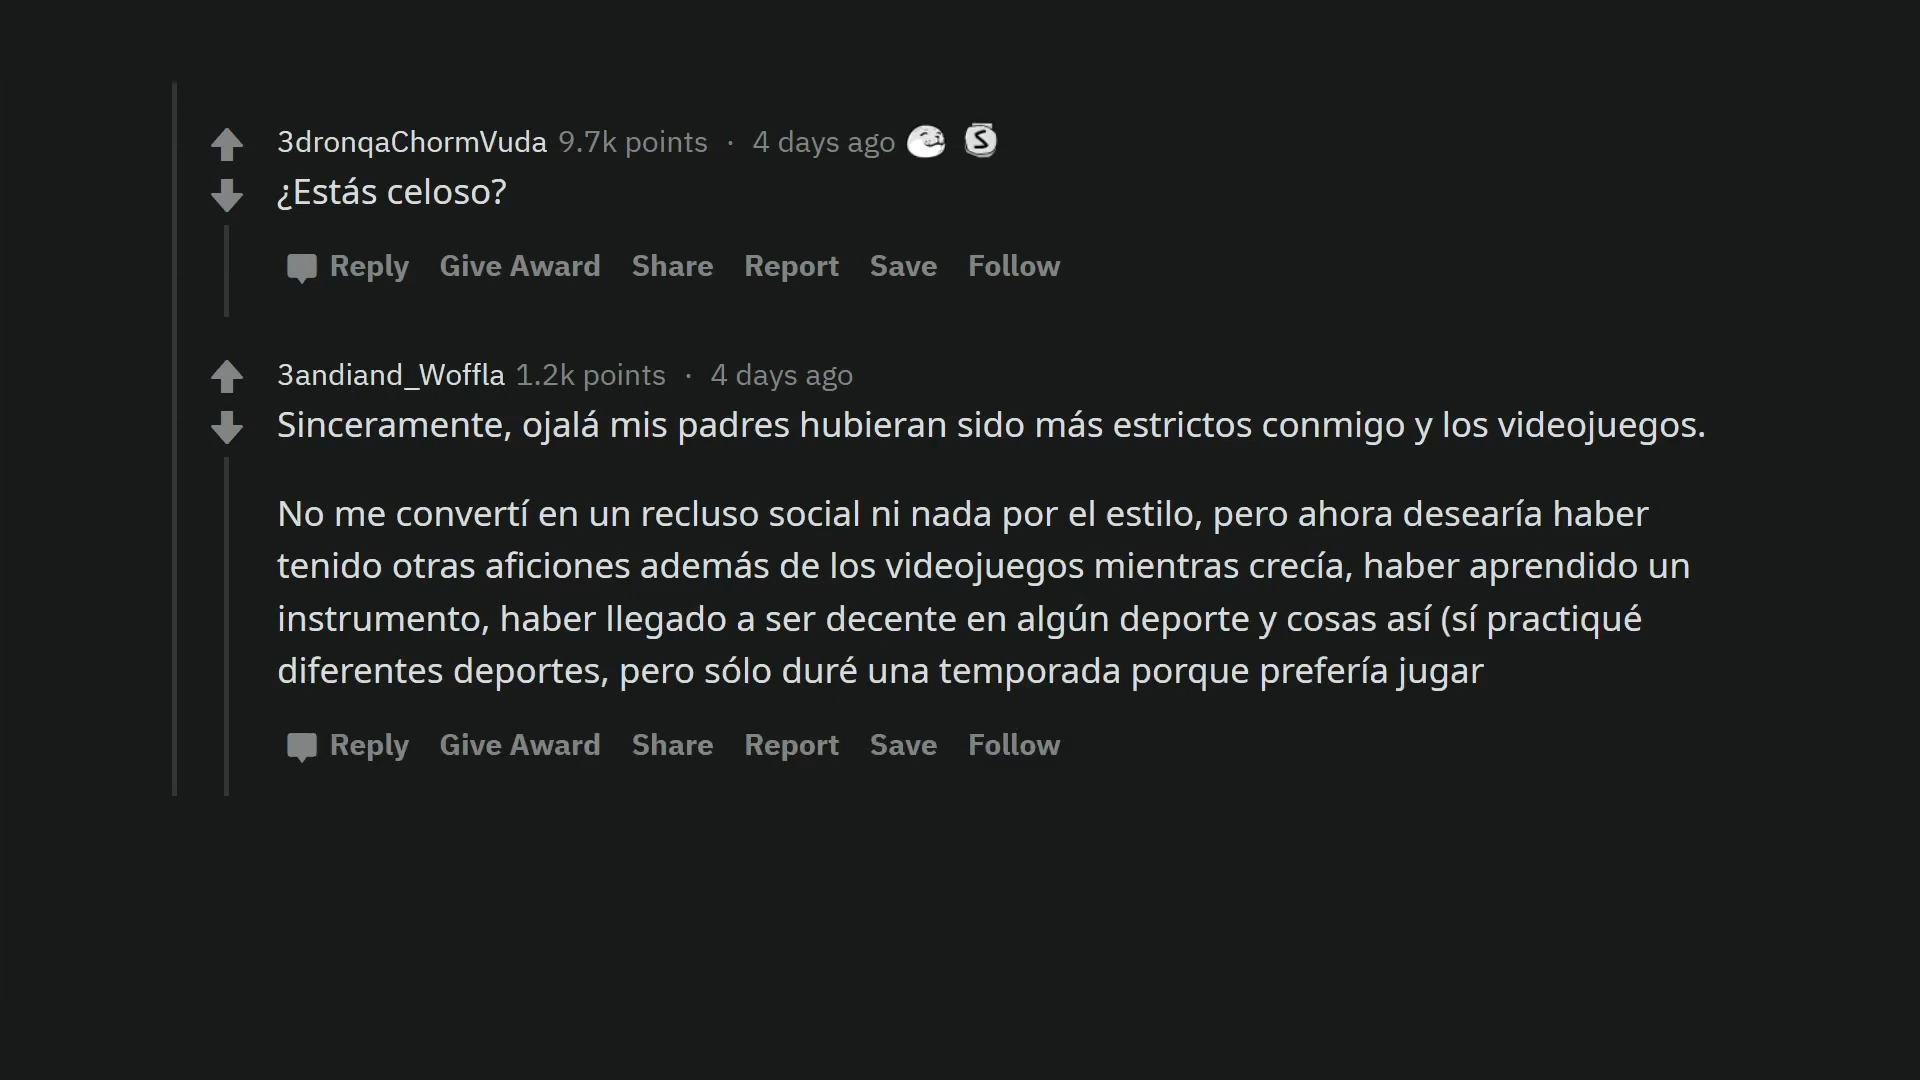 3dronqaChormVuda 9.7k points · 4 days ago
¿Estás celoso?
Reply Give Award Share Report Save Follow
3andiand_Woffla 1.2k points · 4 days ago
Sinceramente, ojalá mis padres hubieran sido más estrictos conmigo y los videojuegos.
No me convertí en un recluso social ni nada por el estilo, pero ahora desearía haber
tenido otras aficiones además de los videojuegos mientras crecía, haber aprendido un
instrumento, haber llegado a ser decente en algún deporte y cosas así (sí practiqué
diferentes deportes, pero sólo duré una temporada porque prefería jugar
Reply Give Award Share Report Save Follow